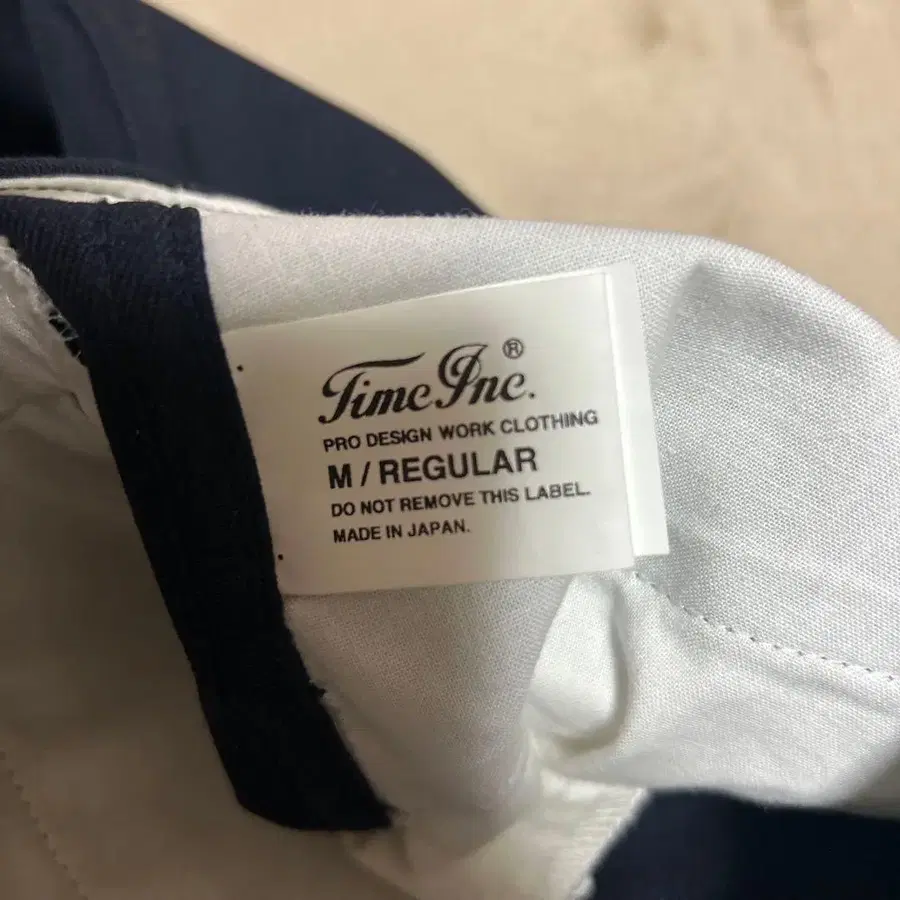 Time Inc.®
PRO DESIGN WORK CLOTHING
M / REGULAR
DO NOT REMOVE THIS LABEL.
MADE IN JAPAN.